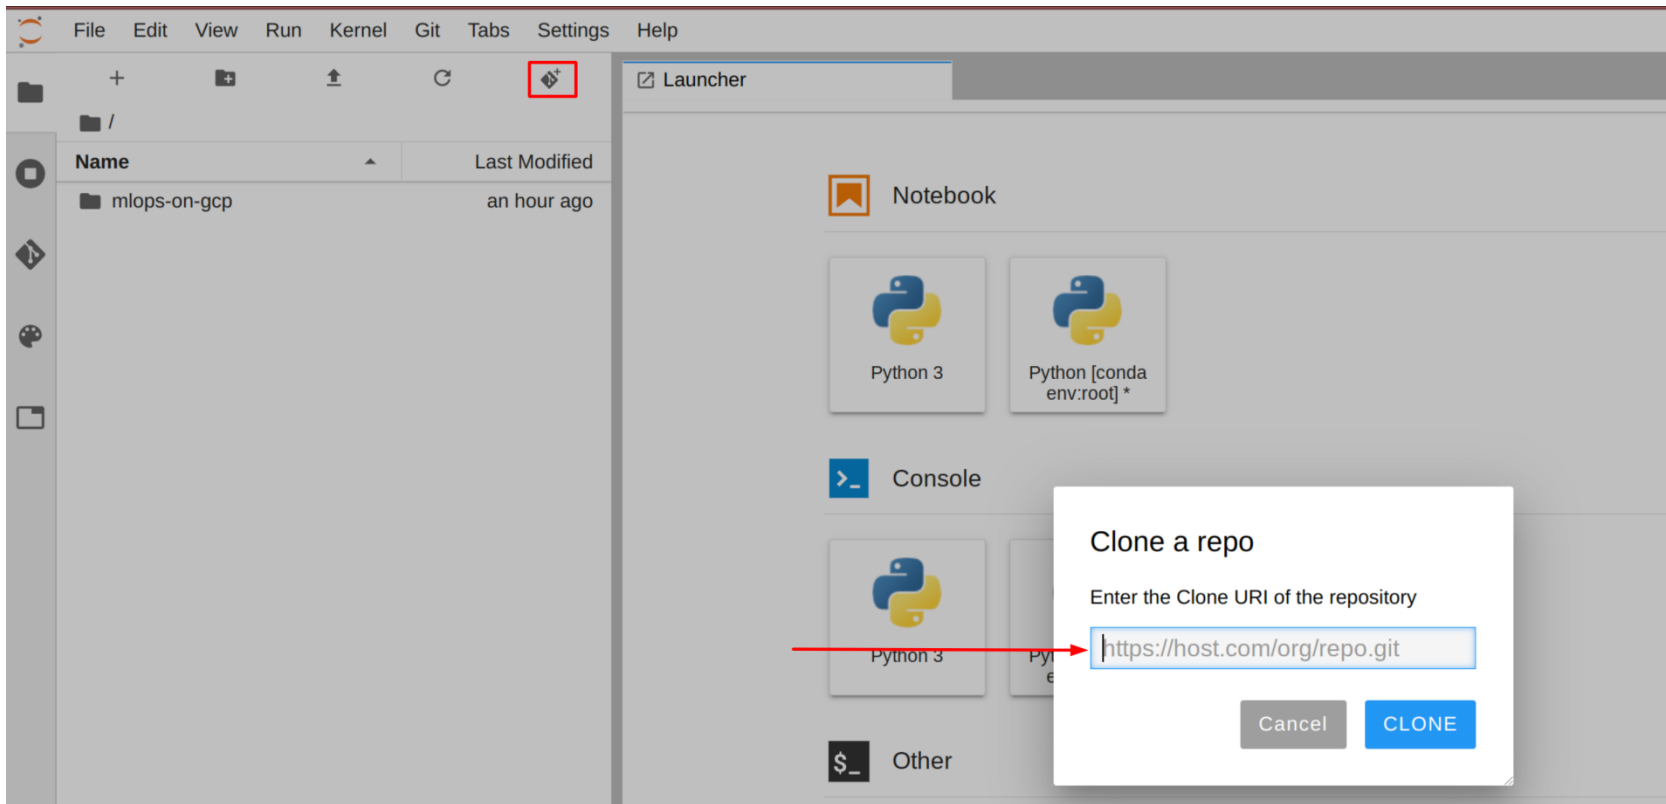 File Edit View Run Kernel Git Tabs Settings Help
Launcher
/
Name Last Modified
mlops-on-gcp an hour ago
Notebook
Python 3
Python [conda
env:root] *
Console
Python 3
Py
e
$_ Other
Clone a repo
Enter the Clone URI of the repository
https://host.com/org/repo.git
Cancel CLONE